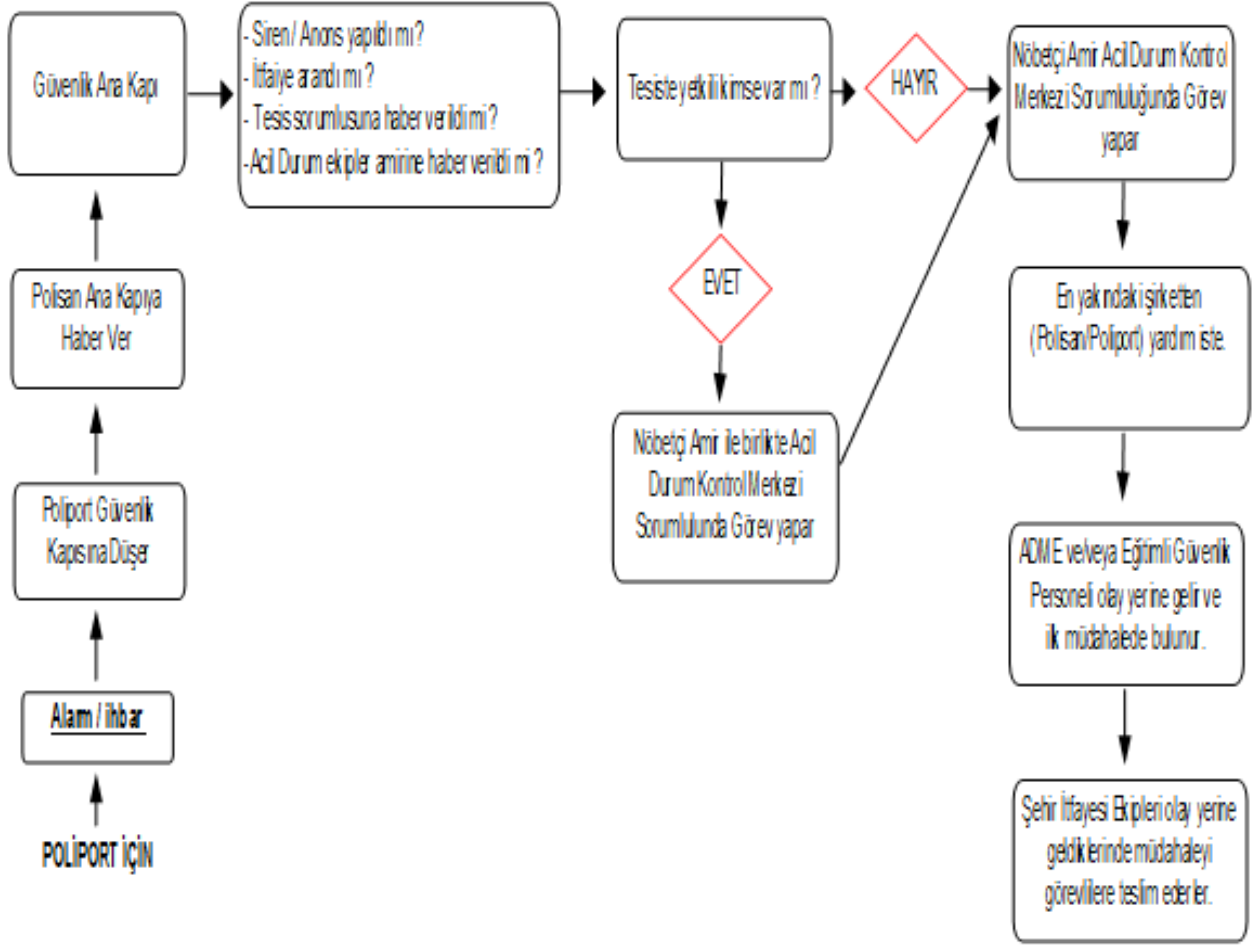 Güvenlik Ana Kapı
- Siren / Anons yapıldı mı?
- İtfaiye arandı mı ?
- Tesis sorumlusuna haber verildi mi?
-Acil Durum ekipler amirine haber verildi mi ?
Tesiste yetkili kimse var mı ?
HAYIR
Nöbetçi Amir Acil Durum Kontrol
Merkezi Sorumluluğunda Görev
yapar
Polisan Ana Kapıya
Haber Ver
EVET
En yakındaki şirketten
(Polisan/Poliport) yardım iste.
Nöbetçi Amir ile birlikte Acil
Durum Kontrol Merkezi
Sorumlulunda Görev yapar
Poliport Güvenlik
Kapısına Düşer
ADME ve/veya Eğitimli Güvenlik
Personeli olay yerine gelir ve
ilk müdahalede bulunur.
Alarm / ihbar
Şehir İtfayesi Ekipleri olay yerine
geldiklerinde müdahaleyi
görevlilere teslim ederler.
POLİPORT İÇİN